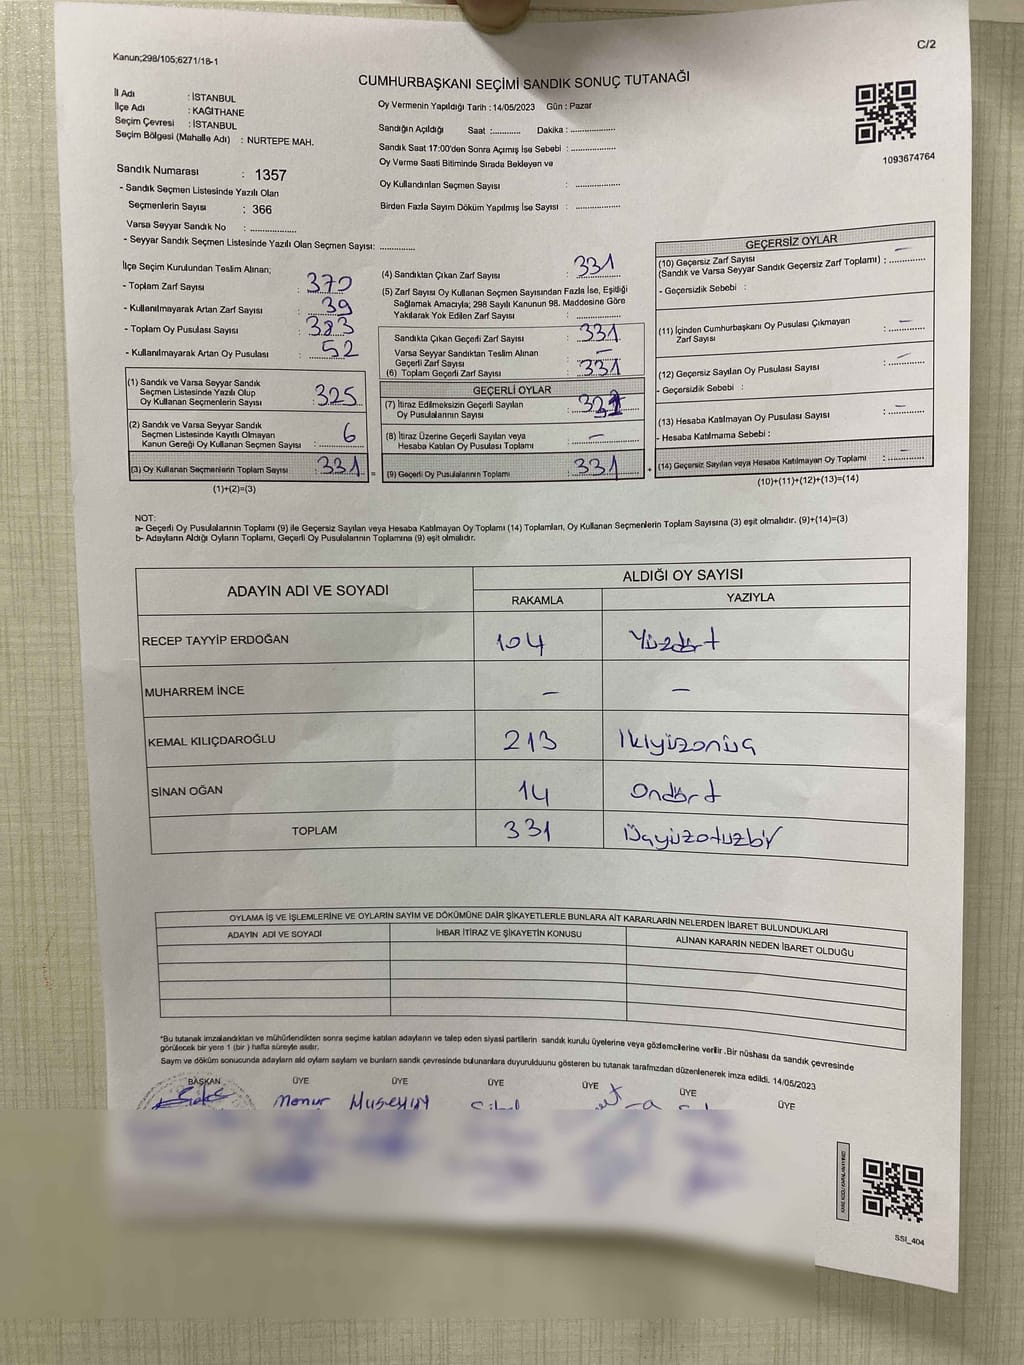 Kanun;298/105;6271/18-1
C/2
CUMHURBAŞKANI SEÇİMİ SANDIK SONUÇ TUTANAĞI
İl Adı : İSTANBUL
İlçe Adı : KAĞITHANE
Seçim Çevresi : İSTANBUL
Seçim Bölgesi (Mahalle Adı) : NURTEPE MAH.
Oy Vermenin Yapıldığı Tarih : 14/05/2023 Gün : Pazar
Sandığın Açıldığı Saat :........... Dakika : ..................
Sandık Saat 17:00'den Sonra Açımış İse Sebebi : ..................
Oy Verme Saati Bitiminde Sırada Bekleyen ve
Oy Kullandırılan Seçmen Sayısı : ..................
Birden Fazla Sayım Döküm Yapılmış İse Sayısı : ..................
1093674764
Sandık Numarası : 1357
- Sandık Seçmen Listesinde Yazılı Olan
Seçmenlerin Sayısı : 366
Varsa Seyyar Sandık No : ..................
- Seyyar Sandık Seçmen Listesinde Yazılı Olan Seçmen Sayısı: .............
İlçe Seçim Kurulundan Teslim Alınan;
- Toplam Zarf Sayısı : 370
- Kullanılmayarak Artan Zarf Sayısı : 39
- Toplam Oy Pusulası Sayısı : 383
- Kullanılmayarak Artan Oy Pusulası : 52
(1) Sandık ve Varsa Seyyar Sandık
Seçmen Listesinde Yazılı Olup
Oy Kullanan Seçmenlerin Sayısı : 325
(2) Sandık ve Varsa Seyyar Sandık
Seçmen Listesinde Kayıtlı Olmayan
Kanun Gereği Oy Kullanan Seçmen Sayısı : 6
(3) Oy Kullanan Seçmenlerin Toplam Sayısı : 331 =
(1)+(2)=(3)
(4) Sandıktan Çıkan Zarf Sayısı : 331
(5) Zarf Sayısı Oy Kullanan Seçmen Sayısından Fazla İse, Eşitliği
Sağlamak Amacıyla; 298 Sayılı Kanunun 98. Maddesine Göre
Yakılarak Yok Edilen Zarf Sayısı : ..................
Sandıkta Çıkan Geçerli Zarf Sayısı : 331
Varsa Seyyar Sandıktan Teslim Alınan
Geçerli Zarf Sayısı : –
(6) Toplam Geçerli Zarf Sayısı : 331
GEÇERLİ OYLAR
(7) İtiraz Edilmeksizin Geçerli Sayılan
Oy Pusulalarının Sayısı : 331
(8) İtiraz Üzerine Geçerli Sayılan veya
Hesaba Katılan Oy Pusulası Toplamı : –
(9) Geçerli Oy Pusulalarının Toplamı : 331 +
GEÇERSİZ OYLAR
(10) Geçersiz Zarf Sayısı
(Sandık ve Varsa Seyyar Sandık Geçersiz Zarf Toplamı) : –
- Geçersizlik Sebebi :
(11) İçinden Cumhurbaşkanı Oy Pusulası Çıkmayan
Zarf Sayısı : –
(12) Geçersiz Sayılan Oy Pusulası Sayısı : –
- Geçersizlik Sebebi :
(13) Hesaba Katılmayan Oy Pusulası Sayısı : –
- Hesaba Katılmama Sebebi :
(14) Geçersiz Sayılan veya Hesaba Katılmayan Oy Toplamı : –
(10)+(11)+(12)+(13)=(14)
NOT:
a- Geçerli Oy Pusulalarının Toplamı (9) ile Geçersiz Sayılan veya Hesaba Katılmayan Oy Toplamı (14) Toplamları, Oy Kullanan Seçmenlerin Toplam Sayısına (3) eşit olmalıdır. (9)+(14)=(3)
b- Adayların Aldığı Oyların Toplamı, Geçerli Oy Pusulalarının Toplamına (9) eşit olmalıdır.
ADAYIN ADI VE SOYADI
ALDIĞI OY SAYISI
RAKAMLA YAZIYLA
RECEP TAYYİP ERDOĞAN 104 Yüzdört
MUHARREM İNCE – –
KEMAL KILIÇDAROĞLU 213 İkiyüzonüç
SİNAN OĞAN 14 Ondört
TOPLAM 331 Üçyüzotuzbir
OYLAMA İŞ VE İŞLEMLERİNE VE OYLARIN SAYIM VE DÖKÜMÜNE DAİR ŞİKAYETLERLE BUNLARA AİT KARARLARIN NELERDEN İBARET BULUNDUKLARI
ADAYIN ADI VE SOYADI İHBAR İTİRAZ VE ŞİKAYETİN KONUSU ALINAN KARARIN NEDEN İBARET OLDUĞU
*Bu tutanak imzalandıktan ve mühürlendikten sonra seçime katılan adayların ve talep eden siyasi partilerin sandık kurulu üyelerine veya gözlemcilerine verilir .Bir nüshası da sandık çevresinde
görülecek bir yere 1 (bir ) hafta süreyle asılır.
Sayım ve döküm sonucunda adayların ald oyların sayları ve bunların sandık çevresinde bulunanlara duyurulduunu gösteren bu tutanak tarafmzdan düzenlenerek imza edildi. 14/05/2023
BAŞKAN ÜYE ÜYE ÜYE ÜYE ÜYE ÜYE
Hüseyin
SSI_404